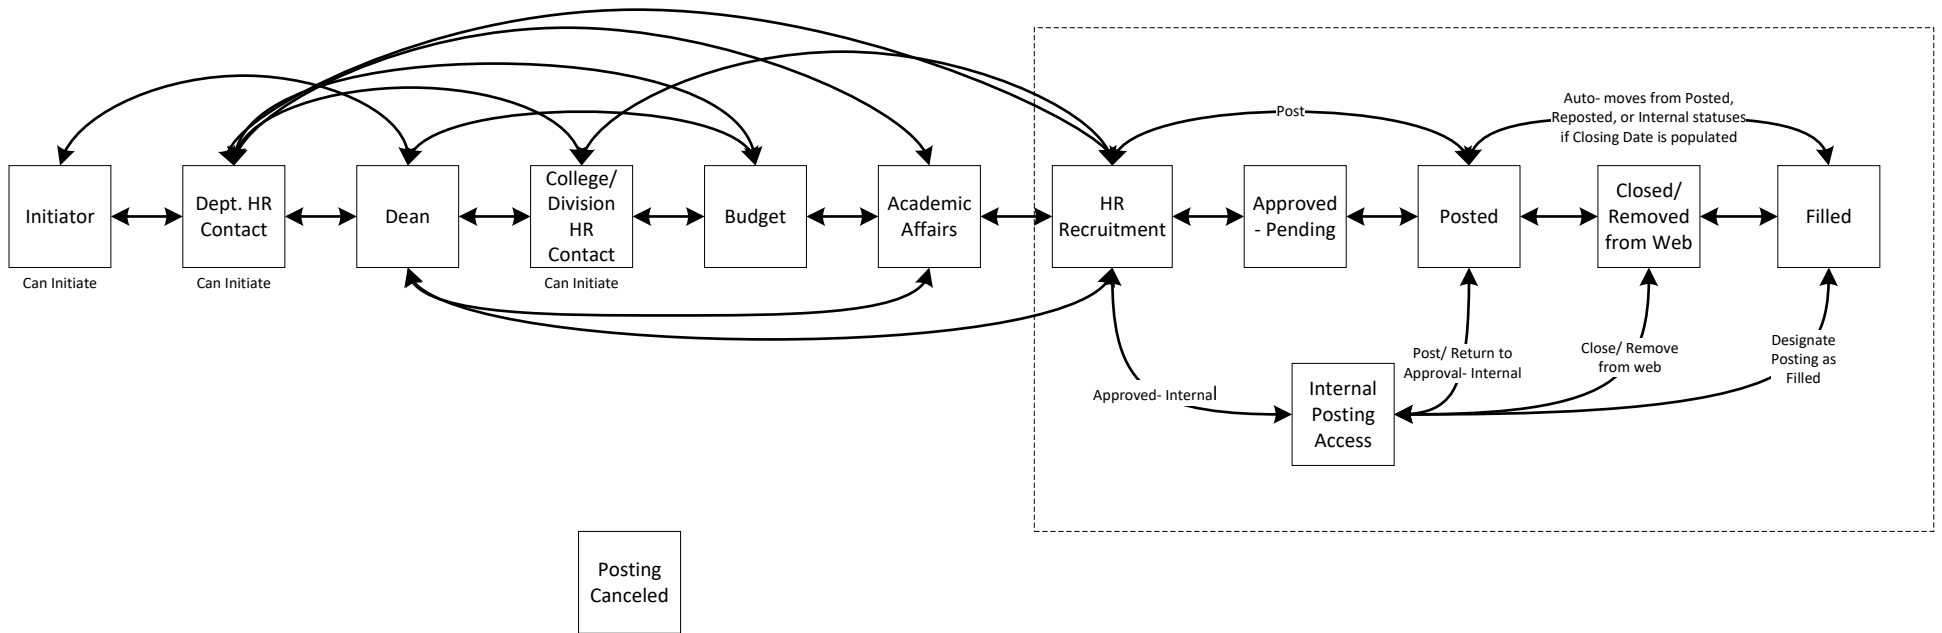 Post
Auto- moves from Posted,
Reposted, or Internal statuses
if Closing Date is populated
Initiator
Can Initiate
Dept. HR
Contact
Can Initiate
Dean
College/
Division
HR
Contact
Can Initiate
Budget
Academic
Affairs
HR
Recruitment
Approved
- Pending
Posted
Closed/
Removed
from Web
Filled
Approved- Internal
Internal
Posting
Access
Post/ Return to
Approval- Internal
Close/ Remove
from web
Designate
Posting as
Filled
Posting
Canceled